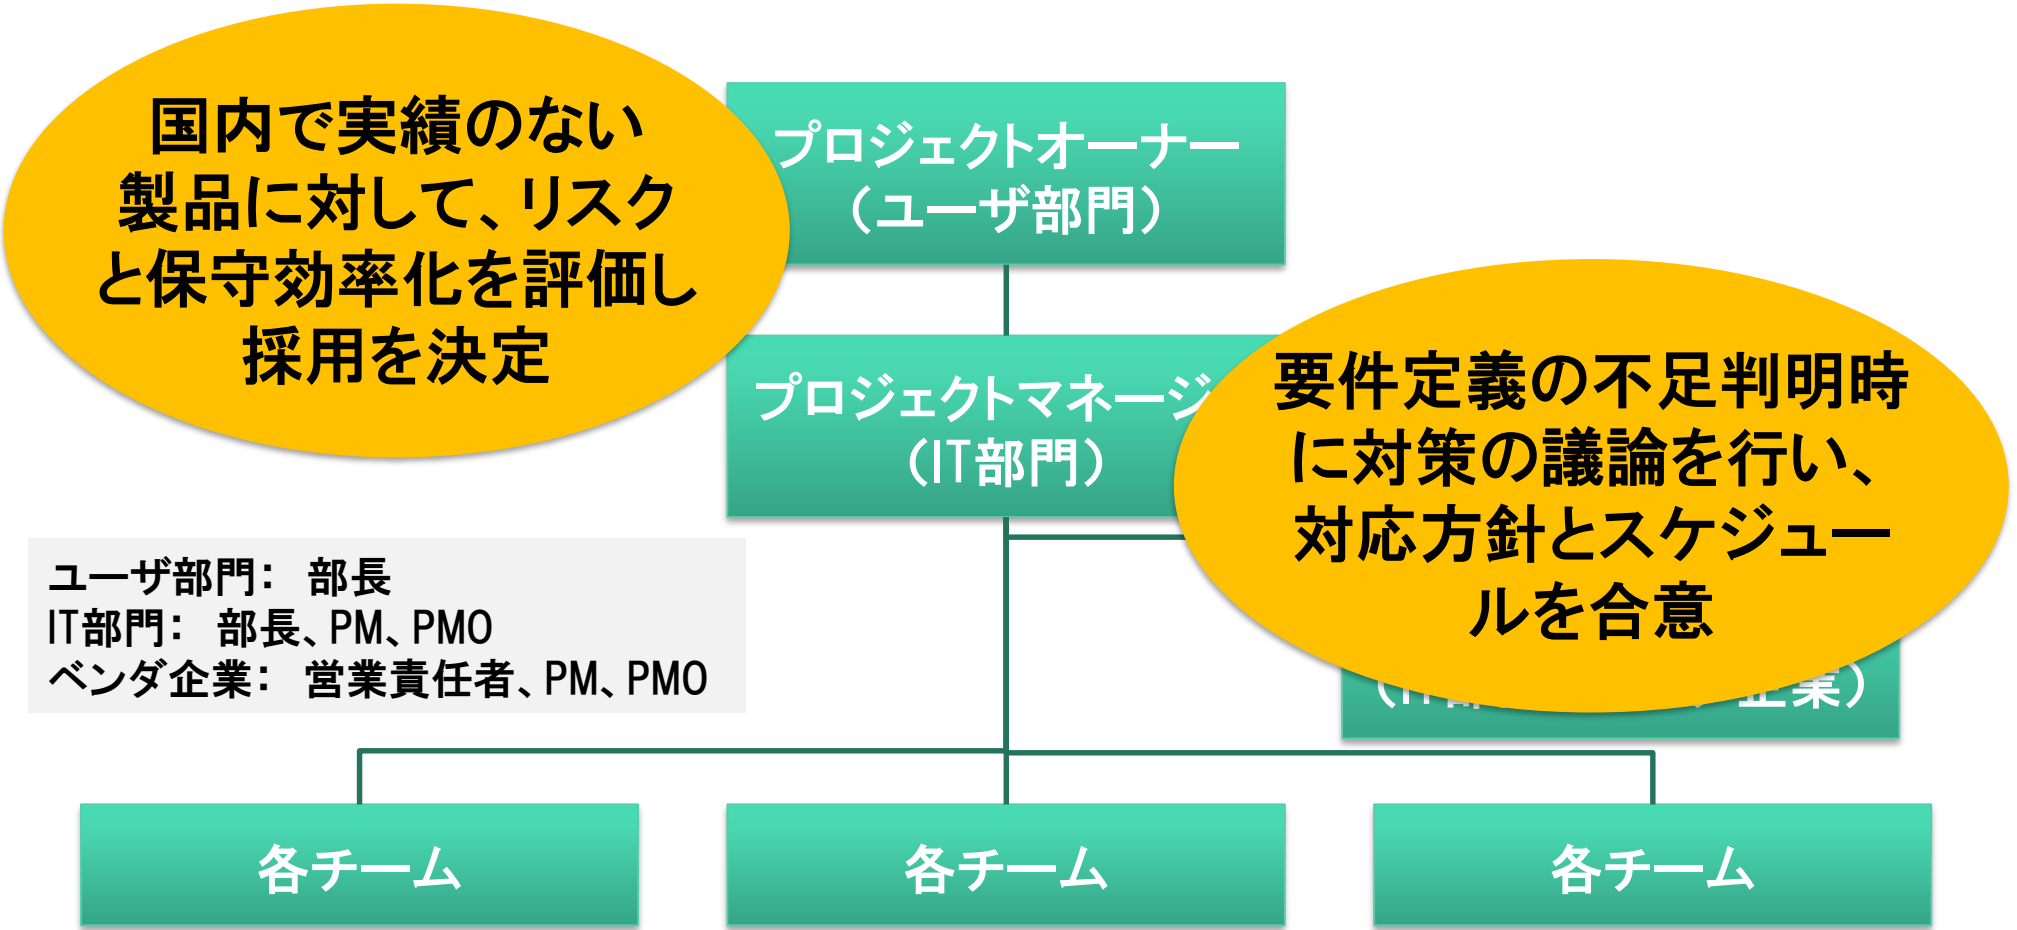 国内で実績のない
製品に対して、リスク
と保守効率化を評価し
採用を決定
プロジェクトオーナー
（ユーザ部門）
プロジェクトマネージ
（IT部門）
要件定義の不足判明時
に対策の議論を行い、
対応方針とスケジュー
ルを合意
ユーザ部門： 部長
IT部門： 部長、PM、PMO
ベンダ企業： 営業責任者、PM、PMO
企業）
各チーム
各チーム
各チーム